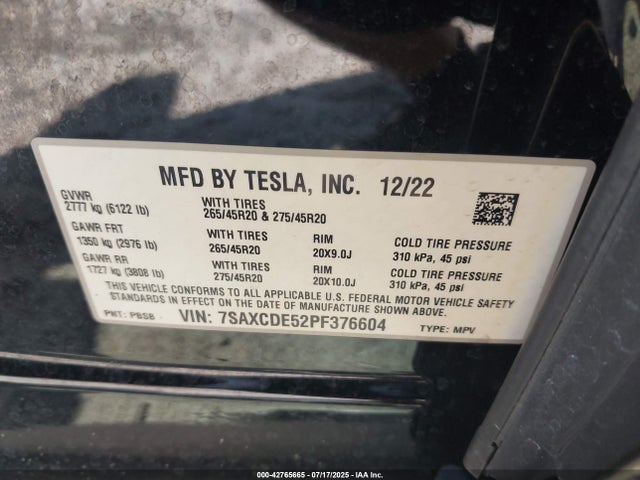 MFD BY TESLA, INC. 12/22
GVWR
2777 kg (6122 lb)
WITH TIRES
265/45R20 & 275/45R20
GAWR FRT
1350 kg (2976 lb)
WITH TIRES
265/45R20
RIM
20X9.0J
COLD TIRE PRESSURE
310 kPa, 45 psi
GAWR RR
1727 kg (3808 lb)
WITH TIRES
275/45R20
RIM
20X10.0J
COLD TIRE PRESSURE
310 kPa, 45 psi
THIS VEHICLE CONFORMS TO ALL APPLICABLE U.S. FEDERAL MOTOR VEHICLE SAFETY
STANDARDS IN EFFECT ON THE DATE OF MANUFACTURE SHOWN ABOVE.
PNT: PBSB VIN: 7SAXCDE52PF376604 TYPE: MPV
000-42765665 - 07/17/2025 - IAA Inc.